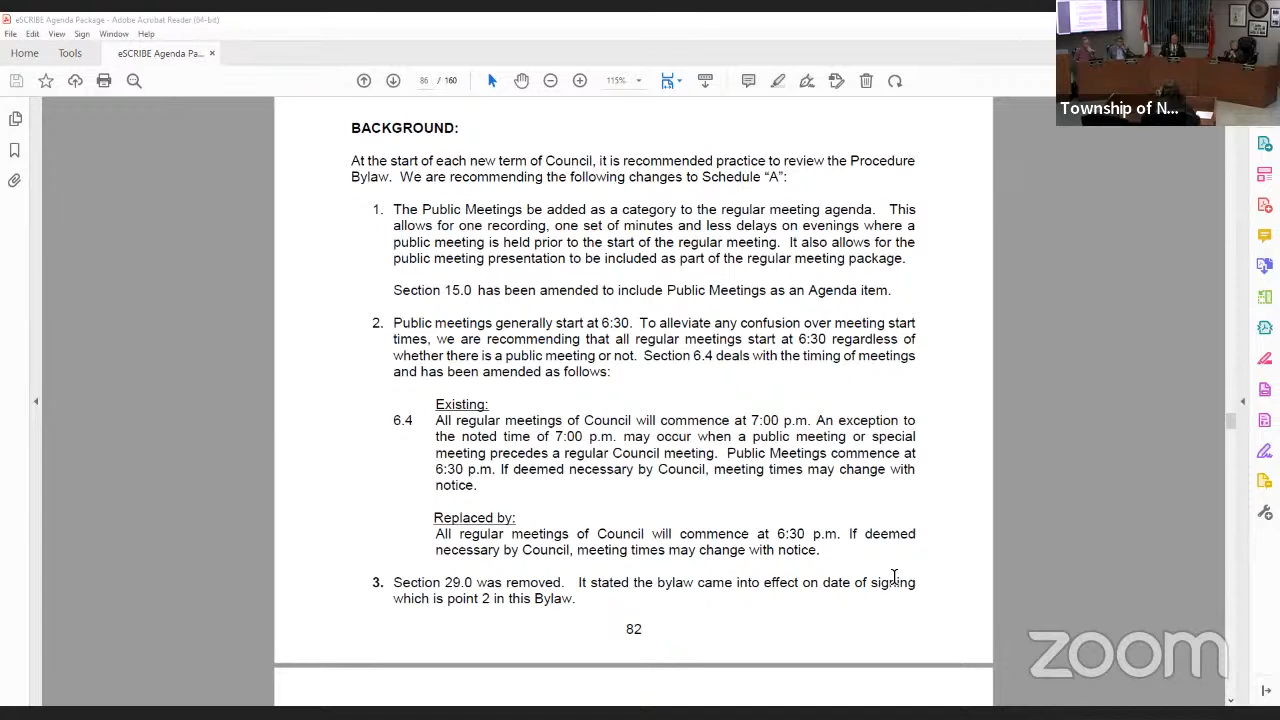 eSCRIBE Agenda Package - Adobe Acrobat Reader (64-bit)
File Edit View Sign Window Help
Home Tools eSCRIBE Agenda Pa... ×
86 / 160 115%
Township of N...
BACKGROUND:
At the start of each new term of Council, it is recommended practice to review the Procedure
Bylaw. We are recommending the following changes to Schedule “A”:
1. The Public Meetings be added as a category to the regular meeting agenda. This
allows for one recording, one set of minutes and less delays on evenings where a
public meeting is held prior to the start of the regular meeting. It also allows for the
public meeting presentation to be included as part of the regular meeting package.
Section 15.0 has been amended to include Public Meetings as an Agenda item.
2. Public meetings generally start at 6:30. To alleviate any confusion over meeting start
times, we are recommending that all regular meetings start at 6:30 regardless of
whether there is a public meeting or not. Section 6.4 deals with the timing of meetings
and has been amended as follows:
Existing:
6.4 All regular meetings of Council will commence at 7:00 p.m. An exception to
the noted time of 7:00 p.m. may occur when a public meeting or special
meeting precedes a regular Council meeting. Public Meetings commence at
6:30 p.m. If deemed necessary by Council, meeting times may change with
notice.
Replaced by:
All regular meetings of Council will commence at 6:30 p.m. If deemed
necessary by Council, meeting times may change with notice.
3. Section 29.0 was removed. It stated the bylaw came into effect on date of signing
which is point 2 in this Bylaw.
82
zoom